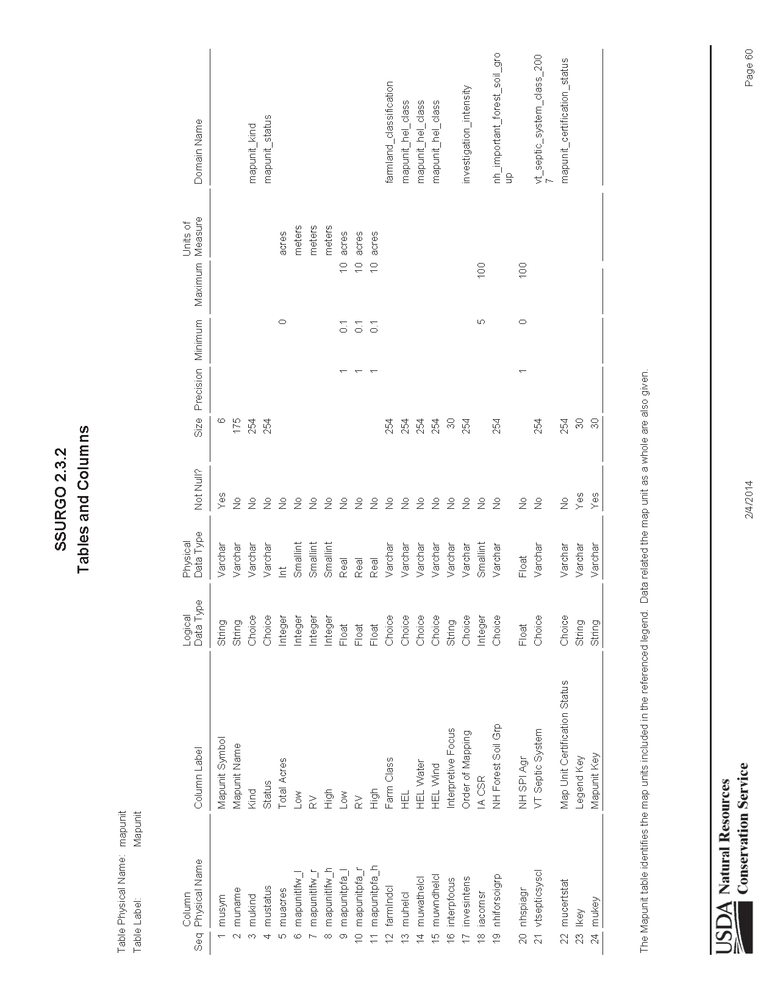 SSURGO 2.3.2
Tables and Columns
Table Physical Name: mapunit
Table Label: Mapunit
Column Logical Physical Units of
Seq Physical Name Column Label Data Type Data Type Not Null? Size Precision Minimum Maximum Measure Domain Name
1 musym Mapunit Symbol String Varchar Yes 6
2 muname Mapunit Name String Varchar No 175
3 mukind Kind Choice Varchar No 254 mapunit_kind
4 mustatus Status Choice Varchar No 254 mapunit_status
5 muacres Total Acres Integer Int No 0 acres
6 mapunitlfw_l Low Integer Smallint No meters
7 mapunitlfw_r RV Integer Smallint No meters
8 mapunitlfw_h High Integer Smallint No meters
9 mapunitpfa_l Low Float Real No 1 0.1 10 acres
10 mapunitpfa_r RV Float Real No 1 0.1 10 acres
11 mapunitpfa_h High Float Real No 1 0.1 10 acres
12 farmlndcl Farm Class Choice Varchar No 254 farmland_classification
13 muhelcl HEL Choice Varchar No 254 mapunit_hel_class
14 muwathelcl HEL Water Choice Varchar No 254 mapunit_hel_class
15 muwndhelcl HEL Wind Choice Varchar No 254 mapunit_hel_class
16 interpfocus Interpretive Focus String Varchar No 30
17 invesintens Order of Mapping Choice Varchar No 254 investigation_intensity
18 iacornsr IA CSR Integer Smallint No 5 100
19 nhiforsoigrp NH Forest Soil Grp Choice Varchar No 254 nh_important_forest_soil_gro
up
20 nhspiagr NH SPI Agr Float Float No 1 0 100
21 vtsepticsyscl VT Septic System Choice Varchar No 254 vt_septic_system_class_200
7
22 mucertstat Map Unit Certification Status Choice Varchar No 254 mapunit_certification_status
23 lkey Legend Key String Varchar Yes 30
24 mukey Mapunit Key String Varchar Yes 30
The Mapunit table identifies the map units included in the referenced legend. Data related the map unit as a whole are also given.
USDA Natural Resources
Conservation Service
2/4/2014
Page 60